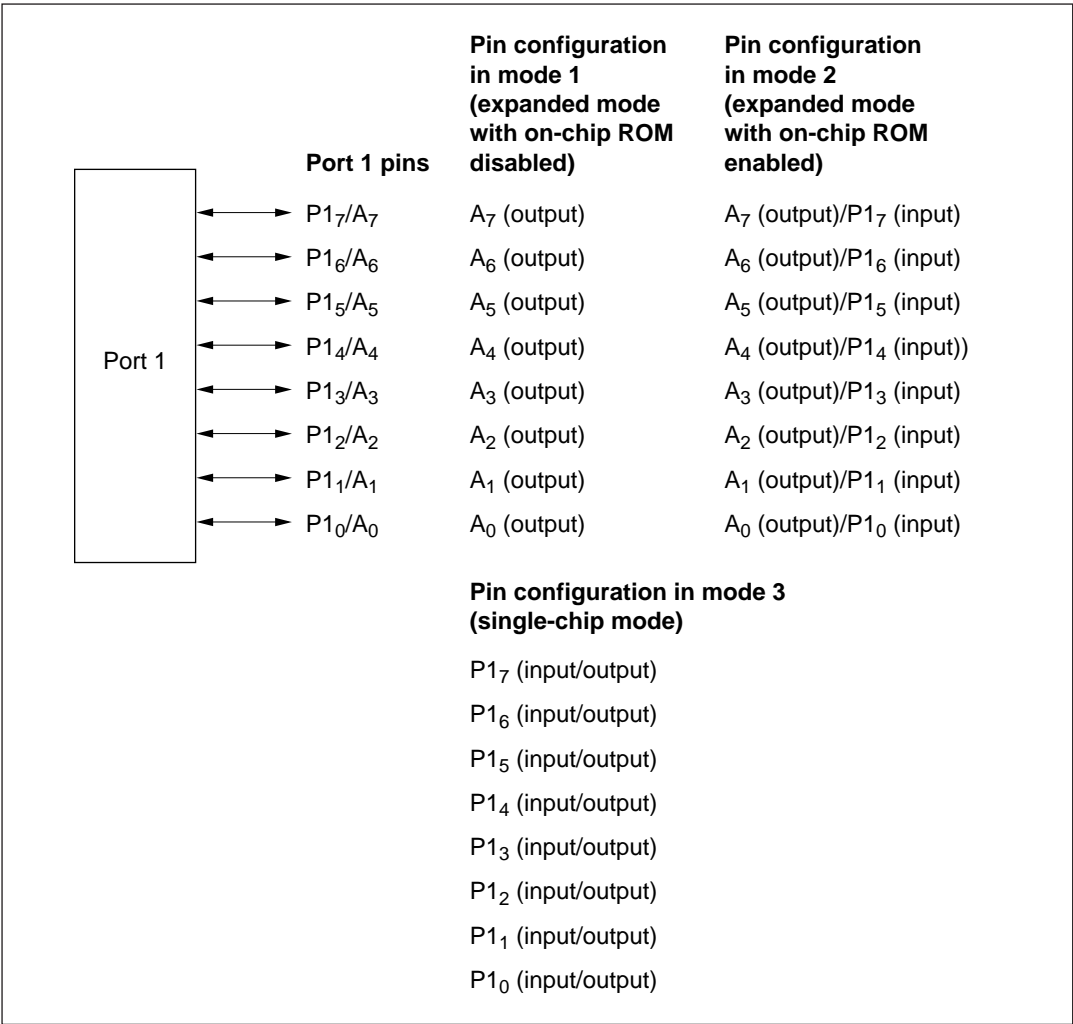 Pin configuration in mode 1 (expanded mode with on-chip ROM disabled)
Pin configuration in mode 2 (expanded mode with on-chip ROM enabled)
Port 1 pins
Port 1
P1₇/A₇ A₇ (output) A₇ (output)/P1₇ (input)
P1₆/A₆ A₆ (output) A₆ (output)/P1₆ (input)
P1₅/A₅ A₅ (output) A₅ (output)/P1₅ (input)
P1₄/A₄ A₄ (output) A₄ (output)/P1₄ (input))
P1₃/A₃ A₃ (output) A₃ (output)/P1₃ (input)
P1₂/A₂ A₂ (output) A₂ (output)/P1₂ (input)
P1₁/A₁ A₁ (output) A₁ (output)/P1₁ (input)
P1₀/A₀ A₀ (output) A₀ (output)/P1₀ (input)
Pin configuration in mode 3
(single-chip mode)
P1₇ (input/output)
P1₆ (input/output)
P1₅ (input/output)
P1₄ (input/output)
P1₃ (input/output)
P1₂ (input/output)
P1₁ (input/output)
P1₀ (input/output)